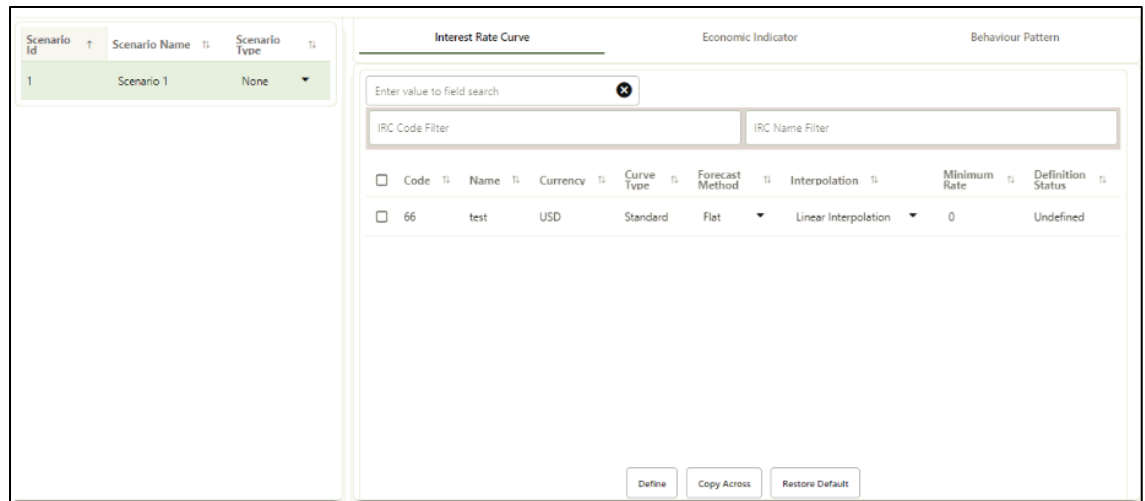 Scenario Id Scenario Name Scenario Type
1 Scenario 1 None
Interest Rate Curve Economic Indicator Behaviour Pattern
Enter value to field search
IRC Code Filter IRC Name Filter
Code Name Currency Curve Type Forecast Method Interpolation Minimum Rate Definition Status
66 test USD Standard Flat Linear Interpolation 0 Undefined
Define Copy Across Restore Default